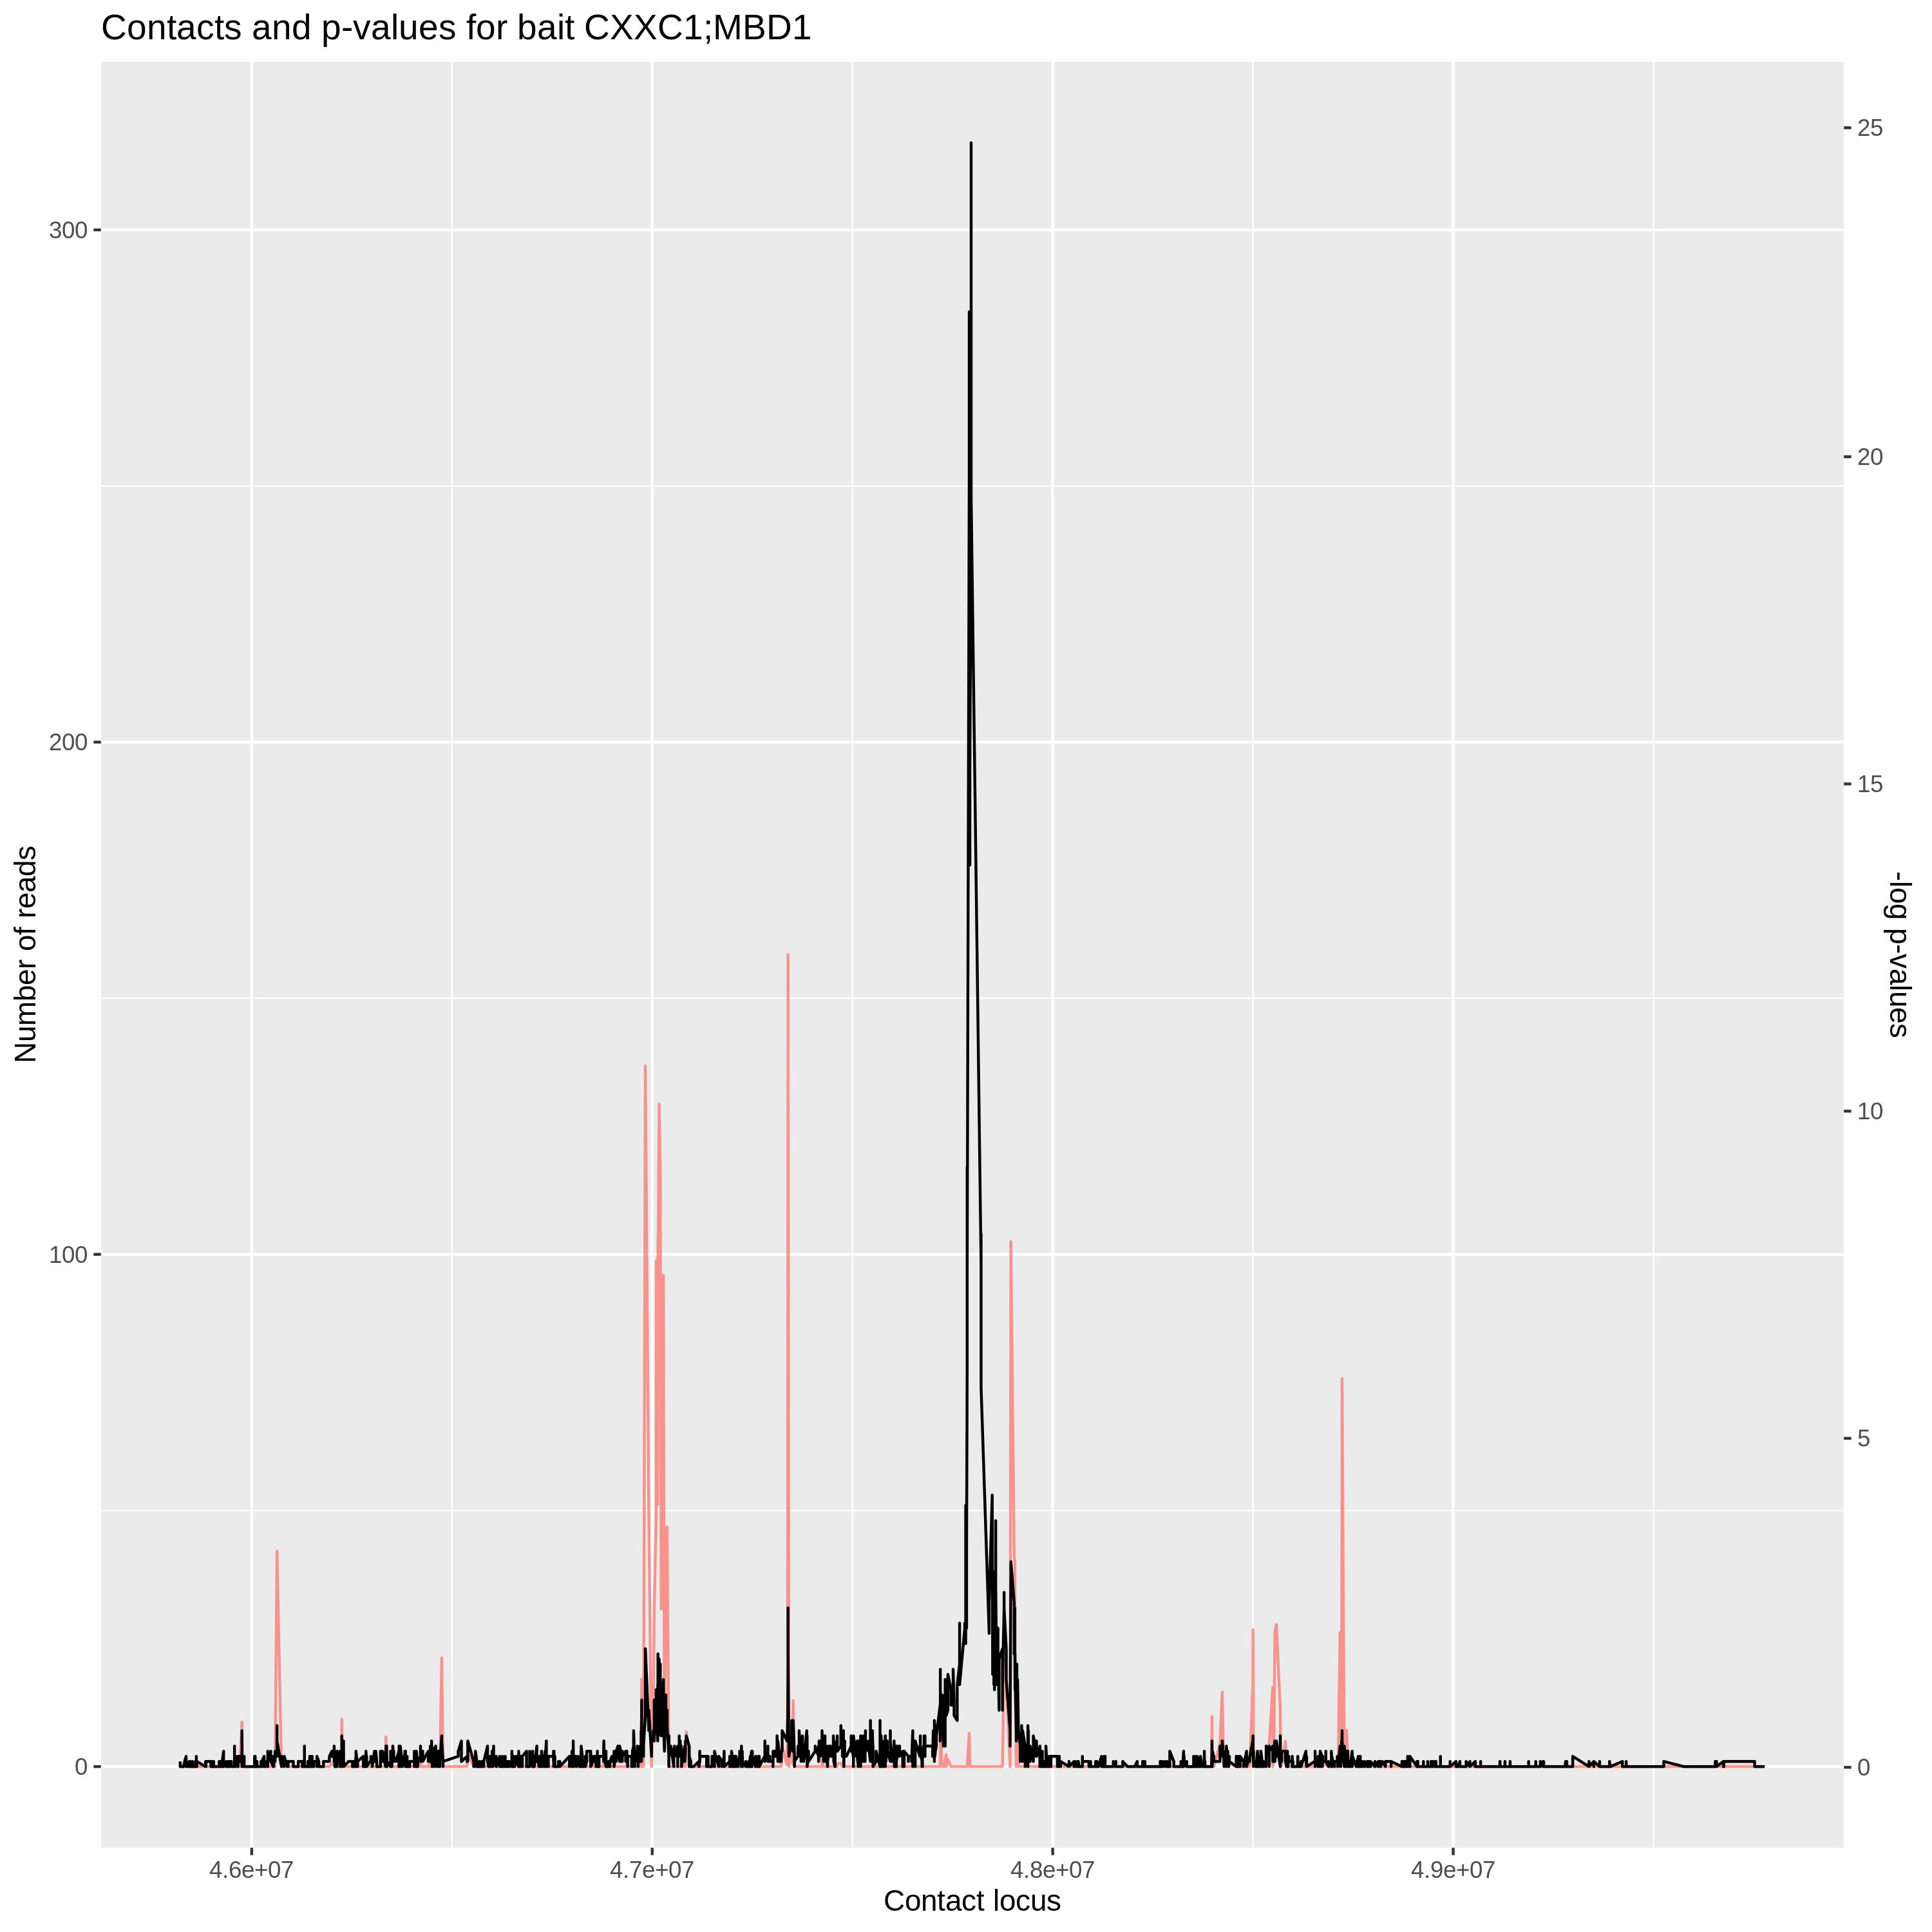 Contacts and p-values for bait CXXC1;MBD1
300
200
100
0
Number of reads
25
20
15
10
5
0
-log p-values
4.6e+07
4.7e+07
4.8e+07
4.9e+07
Contact locus